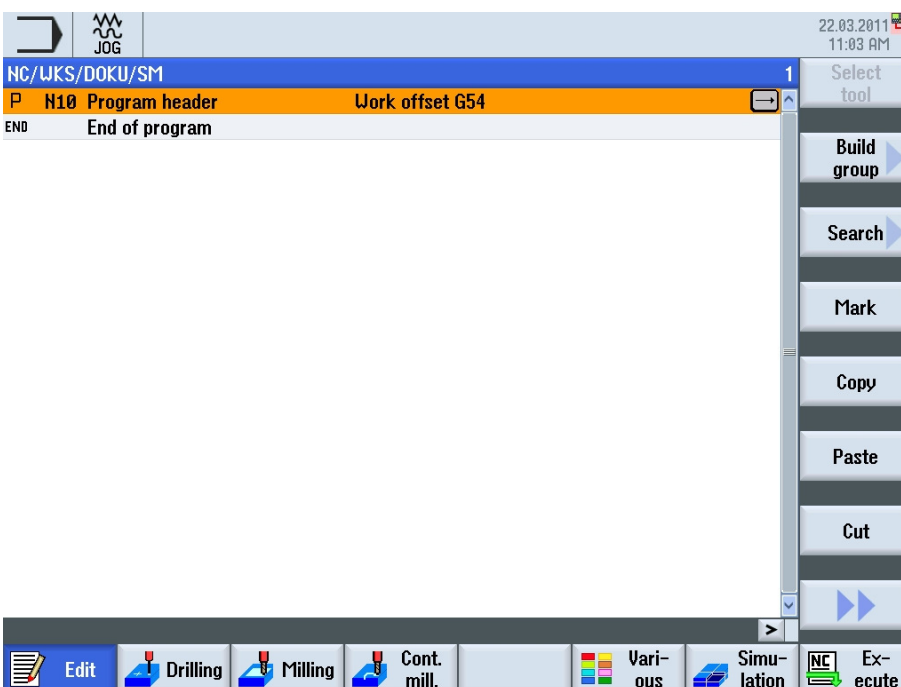 JOG
22.03.2011
11:03 AM
NC/WKS/DOKU/SM 1
P N10 Program header Work offset G54
END End of program
Select
tool
Build
group
Search
Mark
Copy
Paste
Cut
>
Edit
Drilling
Milling
Cont.
mill.
Vari-
ous
Simu-
lation
NC
Ex-
ecute